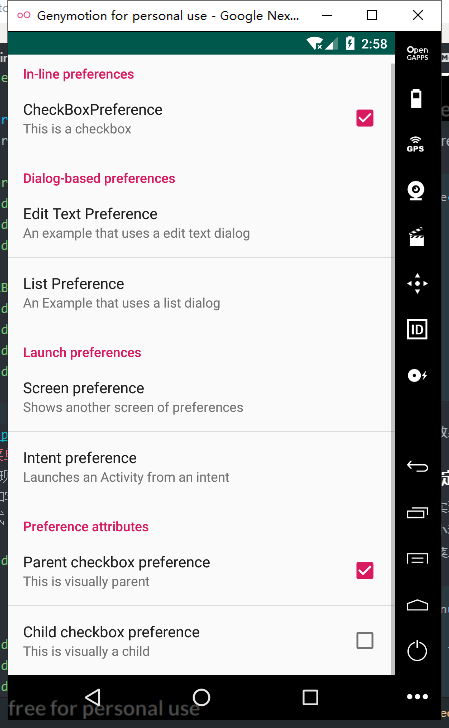 Genymotion for personal use - Google Nex...
2:58
Open
GAPPS
In-line preferences
CheckBoxPreference
This is a checkbox
GPS
Dialog-based preferences
Edit Text Preference
An example that uses a edit text dialog
List Preference
An Example that uses a list dialog
ID
Launch preferences
Screen preference
Shows another screen of preferences
Intent preference
Launches an Activity from an intent
Preference attributes
Parent checkbox preference
This is visually parent
Child checkbox preference
This is visually a child
free for personal use